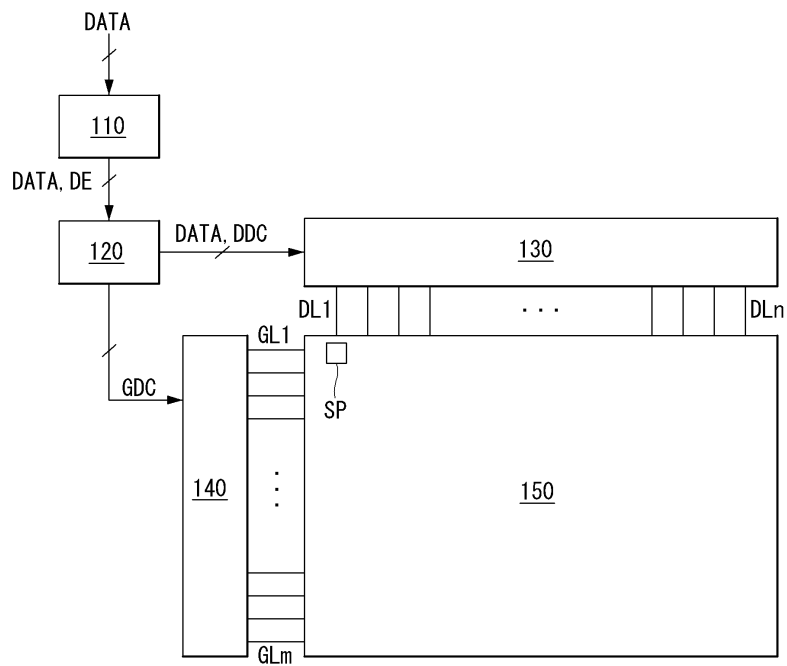 DATA
110
DATA, DE
120
DATA, DDC
130
DL1
. . .
DLn
GL1
GDC
SP
140
150
GLm